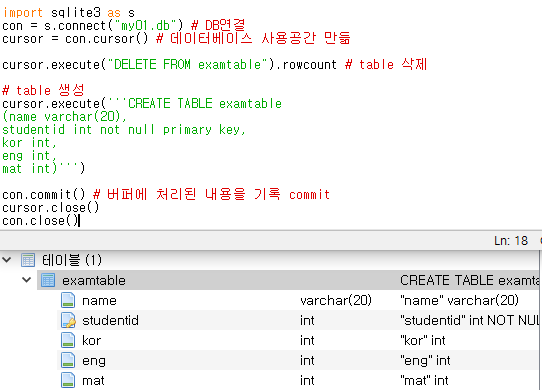 import sqlite3 as s
con = s.connect("my01.db") # DB연결
cursor = con.cursor() # 데이터베이스 사용공간 만듦
cursor.execute("DELETE FROM examtable").rowcount # table 삭제
# table 생성
cursor.execute('''CREATE TABLE examtable
(name varchar(20),
studentid int not null primary key,
kor int,
eng int,
mat int)''')
con.commit() # 버퍼에 처리된 내용을 기록 commit
cursor.close()
con.close()
Ln: 18
테이블 (1)
examtable CREATE TABLE examta
name varchar(20) "name" varchar(20)
studentid int "studentid" int NOT NUL
kor int "kor" int
eng int "eng" int
mat int "mat" int